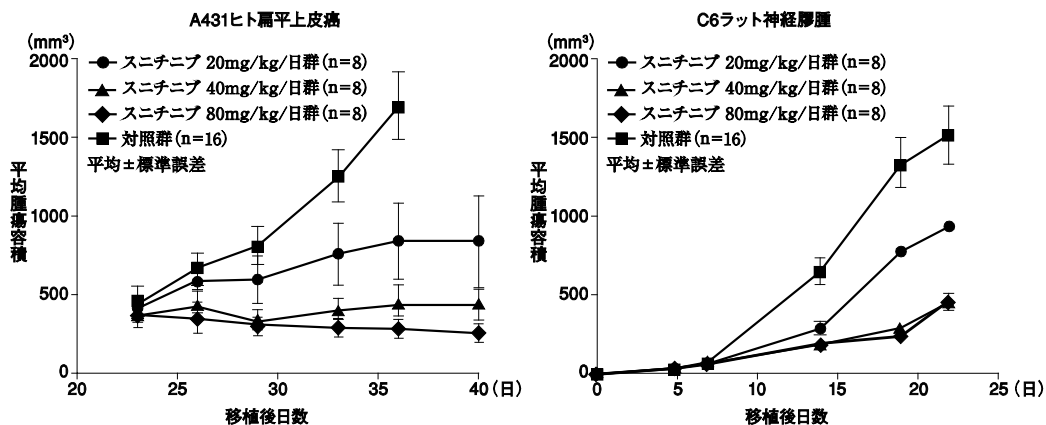 A431ヒト扁平上皮癌
(mm³)
2000
1500
1000
500
0
平均腫瘍容積
スニチニブ 20mg/kg/日群(n=8)
スニチニブ 40mg/kg/日群(n=8)
スニチニブ 80mg/kg/日群(n=8)
対照群(n=16)
平均±標準誤差
20 25 30 35 40(日)
移植後日数
C6ラット神経膠腫
(mm³)
2000
1500
1000
500
0
平均腫瘍容積
スニチニブ 20mg/kg/日群(n=8)
スニチニブ 40mg/kg/日群(n=8)
スニチニブ 80mg/kg/日群(n=8)
対照群(n=16)
平均±標準誤差
0 5 10 15 20 25(日)
移植後日数